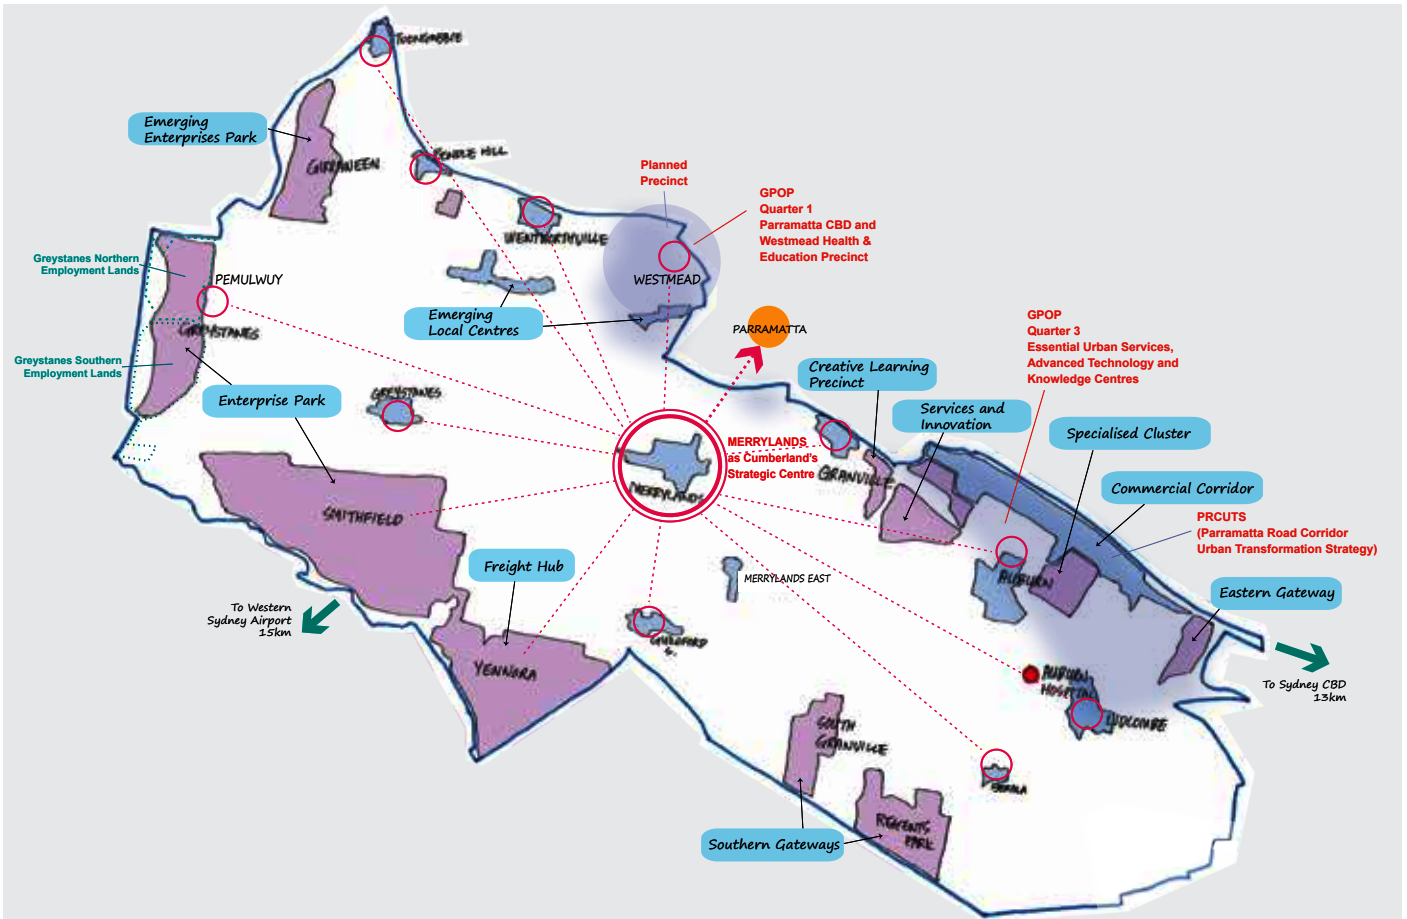 TOONGABBIE
Emerging
Enterprises Park
GIRRAWEEN
PENDLE HILL
Planned
Precinct
GPOP
Quarter 1
Parramatta CBD and
Westmead Health &
Education Precinct
WENTWORTHVILLE
WESTMEAD
Greystanes Northern
Employment Lands
PEMULWUY
GREYSTANES
Emerging
Local Centres
PARRAMATTA
GPOP
Quarter 3
Essential Urban Services,
Advanced Technology and
Knowledge Centres
Greystanes Southern
Employment Lands
Enterprise Park
GREYSTANES
Creative Learning
Precinct
Services and
Innovation
Specialised Cluster
MERRYLANDS
as Cumberland's
Strategic Centre
MERRYLANDS
GRANVILLE
Commercial Corridor
PRCUTS
(Parramatta Road Corridor
Urban Transformation Strategy)
SMITHFIELD
Freight Hub
MERRYLANDS EAST
AUBURN
Eastern Gateway
To Western
Sydney Airport
15km
GUILDFORD
YENNORA
AUBURN
HOSPITAL
To Sydney CBD
13km
LIDCOMBE
SOUTH
GRANVILLE
BERALA
REGENTS
PARK
Southern Gateways